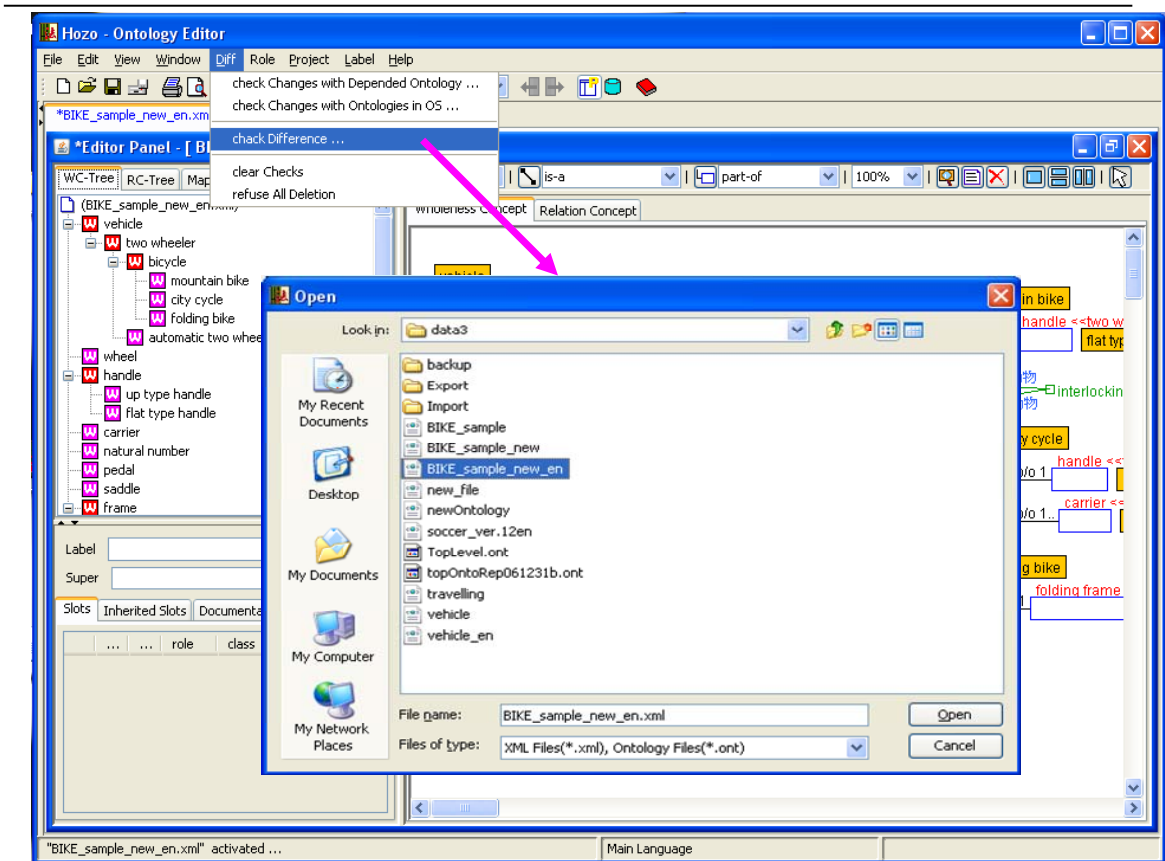 Hozo - Ontology Editor
File Edit View Window Diff Role Project Label Help
check Changes with Depended Ontology ...
check Changes with Ontologies in OS ...
chack Difference ...
clear Checks
refuse All Deletion
*BIKE_sample_new_en.xm
*Editor Panel - [ BI
WC-Tree RC-Tree Map
is-a part-of 100%
(BIKE_sample_new_en.xml)
Wholeness Concept Relation Concept
vehicle
two wheeler
bicycle
mountain bike
city cycle
folding bike
automatic two whee
wheel
handle
up type handle
flat type handle
carrier
natural number
pedal
saddle
frame
Label
Super
Slots Inherited Slots Documenta
... ... role class
vehicle
in bike
handle <<two w
flat typ
物
interlockin
物
y cycle
p/o 1 handle <<
p/o 1.. carrier <<
g bike
folding frame
Open
Look in: data3
My Recent Documents
Desktop
My Documents
My Computer
My Network Places
backup
Export
Import
BIKE_sample
BIKE_sample_new
BIKE_sample_new_en
new_file
newOntology
soccer_ver.12en
TopLevel.ont
topOntoRep061231b.ont
travelling
vehicle
vehicle_en
File name: BIKE_sample_new_en.xml Open
Files of type: XML Files(*.xml), Ontology Files(*.ont) Cancel
"BIKE_sample_new_en.xml" activated ... Main Language